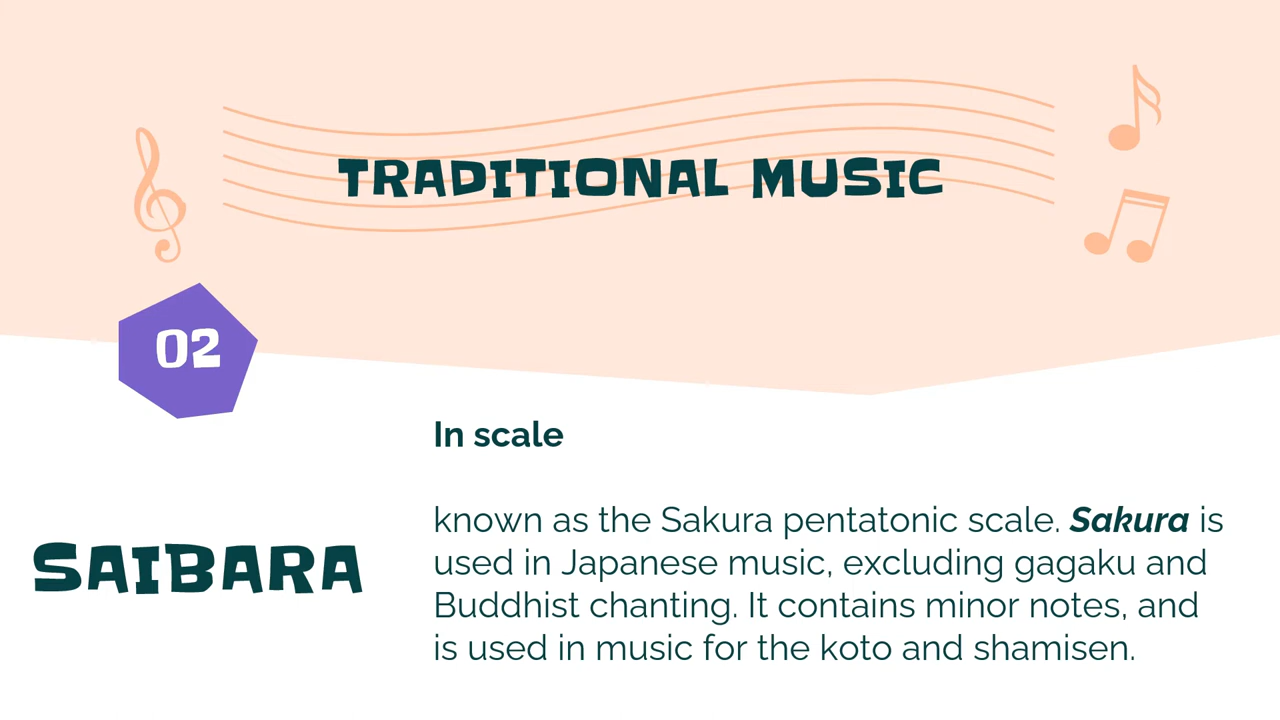 TRADITIONAL MUSIC
02
SAIBARA
In scale
known as the Sakura pentatonic scale. Sakura is
used in Japanese music, excluding gagaku and
Buddhist chanting. It contains minor notes, and
is used in music for the koto and shamisen.